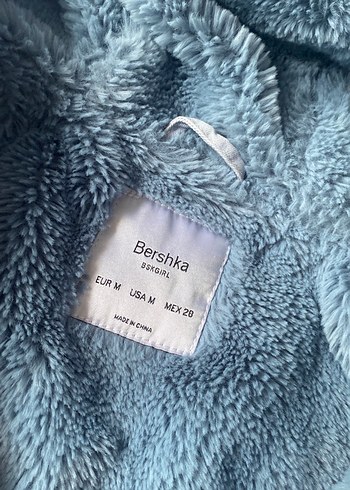 Bershka
BSKGIRL
EUR M USA M MEX 28
MADE IN CHINA